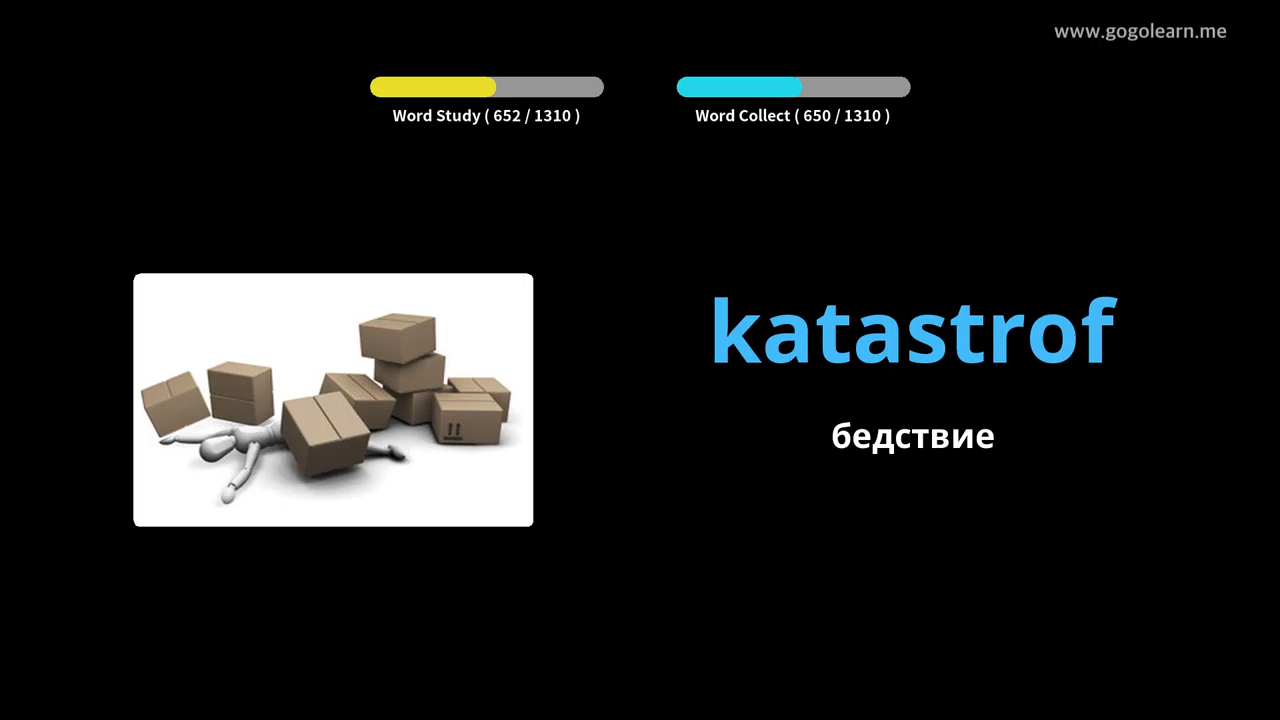 www.gogolearn.me
Word Study ( 652 / 1310 )
Word Collect ( 650 / 1310 )
katastrof
бедствие